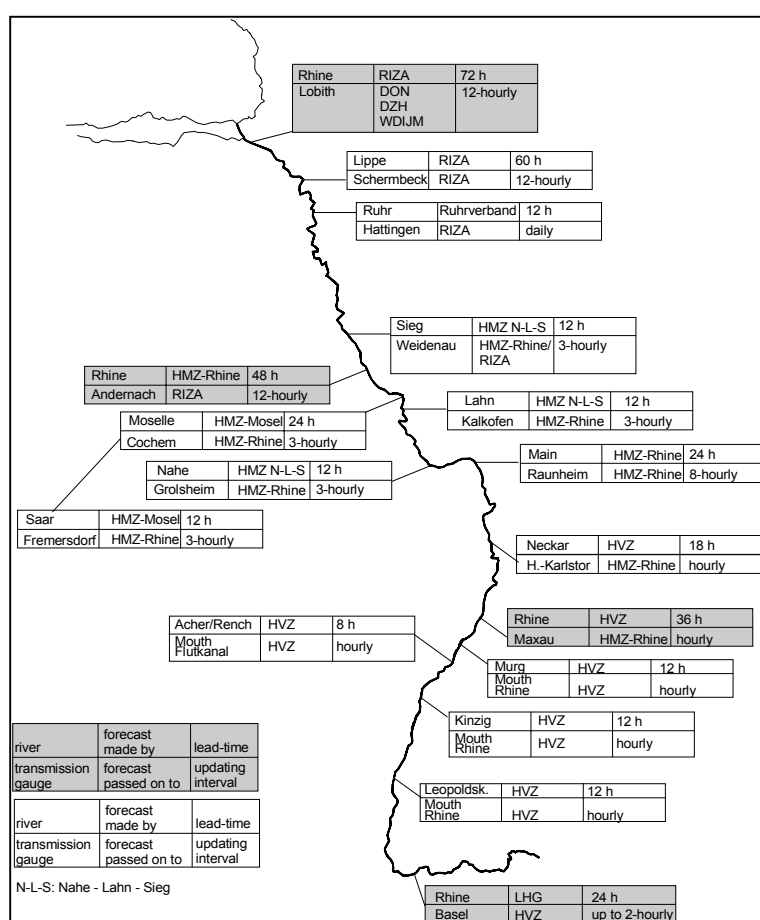 Rhine RIZA 72 h
Lobith DON 12-hourly
DZH
WDIJM
Lippe RIZA 60 h
Schermbeck RIZA 12-hourly
Ruhr Ruhrverband 12 h
Hattingen RIZA daily
Sieg HMZ N-L-S 12 h
Weidenau HMZ-Rhine/ 3-hourly
RIZA
Rhine HMZ-Rhine 48 h
Andernach RIZA 12-hourly
Lahn HMZ N-L-S 12 h
Kalkofen HMZ-Rhine 3-hourly
Moselle HMZ-Mosel 24 h
Cochem HMZ-Rhine 3-hourly
Main HMZ-Rhine 24 h
Raunheim HMZ-Rhine 8-hourly
Nahe HMZ N-L-S 12 h
Grolsheim HMZ-Rhine 3-hourly
Saar HMZ-Mosel 12 h
Fremersdorf HMZ-Rhine 3-hourly
Neckar HVZ 18 h
H.-Karlstor HMZ-Rhine hourly
Rhine HVZ 36 h
Maxau HMZ-Rhine hourly
Acher/Rench HVZ 8 h
Mouth HVZ hourly
Flutkanal
Murg HVZ 12 h
Mouth
Rhine HVZ hourly
Kinzig HVZ 12 h
Mouth HVZ hourly
Rhine
river forecast made by lead-time
transmission gauge forecast passed on to updating interval
Leopoldsk. HVZ 12 h
Mouth
Rhine HVZ hourly
river forecast made by lead-time
transmission gauge forecast passed on to updating interval
N-L-S: Nahe - Lahn - Sieg
Rhine LHG 24 h
Basel HVZ up to 2-hourly